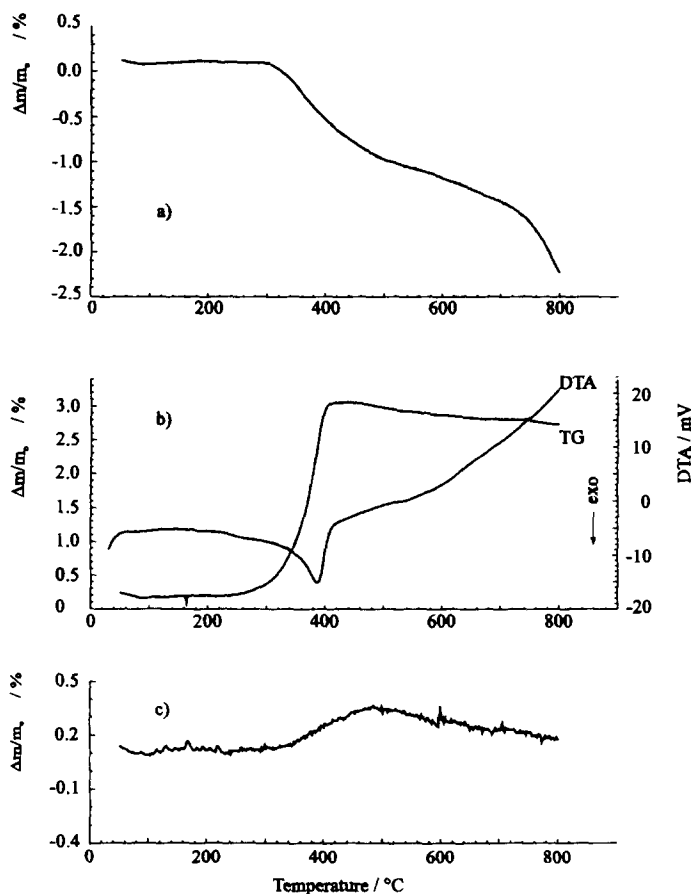 0.5
Δm/mₒ / %
0.0
-0.5
-1.0
a)
-1.5
-2.0
-2.5
0 200 400 600 800
DTA 20
Δm/mₒ / %
3.0
b)
2.5
TG
10
DTA / mV
2.0
1.5
0
exo
1.0
-10
0.5
0
-20
0 200 400 600 800
0.5
Δm/mₒ / %
c)
0.2
-0.1
-0.4
0 200 400 600 800
Temperature / °C